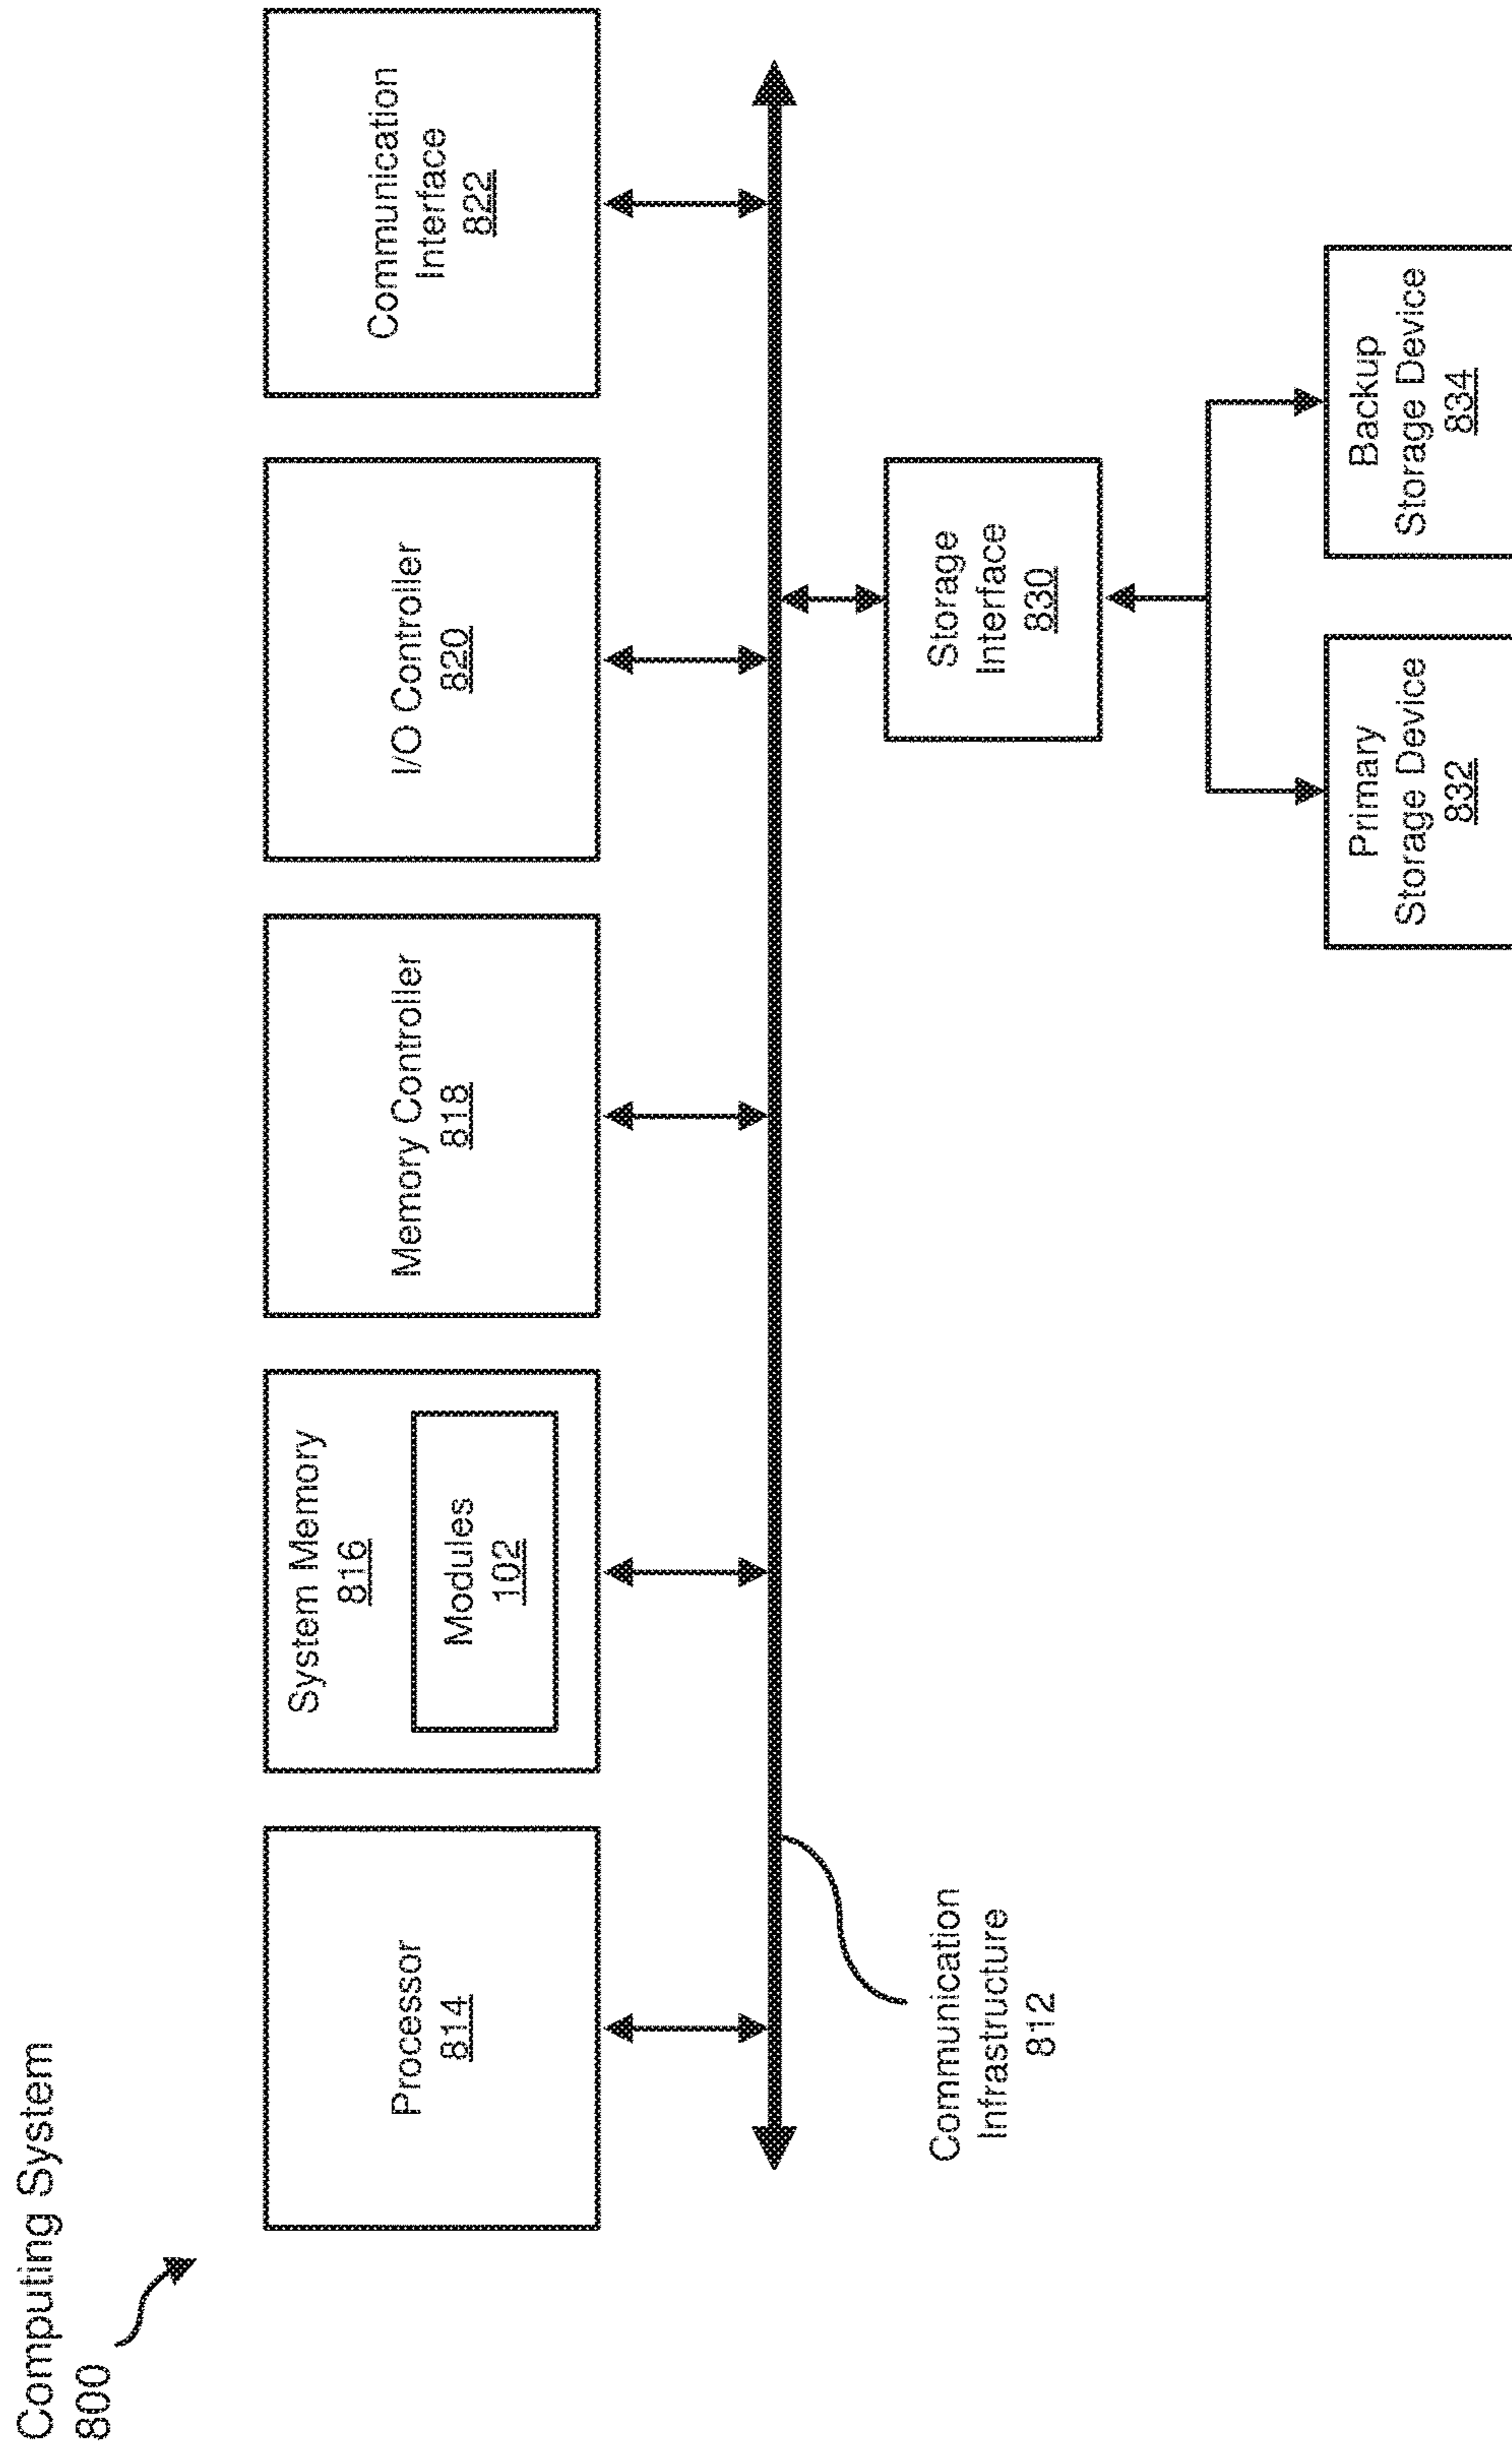 Computing System
800
Processor
814
System Memory
816
Modules
102
Memory Controller
818
I/O Controller
820
Communication
Interface
822
Communication
Infrastructure
812
Storage
Interface
830
Primary
Storage Device
832
Backup
Storage Device
834